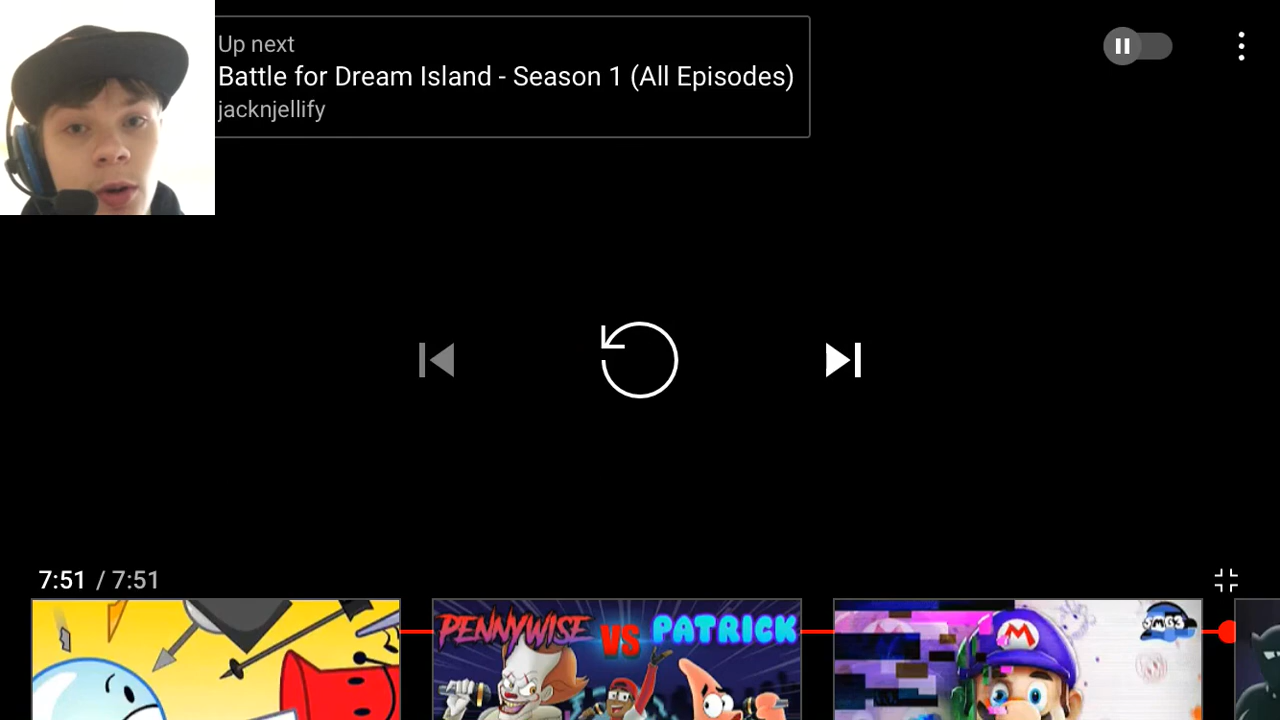 Up next
Battle for Dream Island - Season 1 (All Episodes)
jacknjellify
7:51 / 7:51
PENNYWISE VS PATRICK
M
SMG3